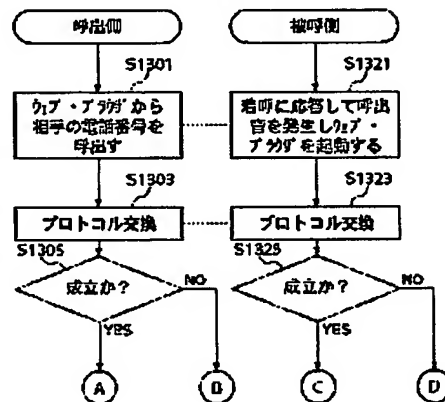 呼出側
被呼側
S1301
S1321
ウェブ・ブラウザから
相手の電話番号を
呼出す
着呼に応答して呼出
音を発生しウェブ・
ブラウザを起動する
S1303
S1323
プロトコル交換
プロトコル交換
S1305
S1325
成立か?
NO
成立か?
NO
YES
YES
A
B
C
D